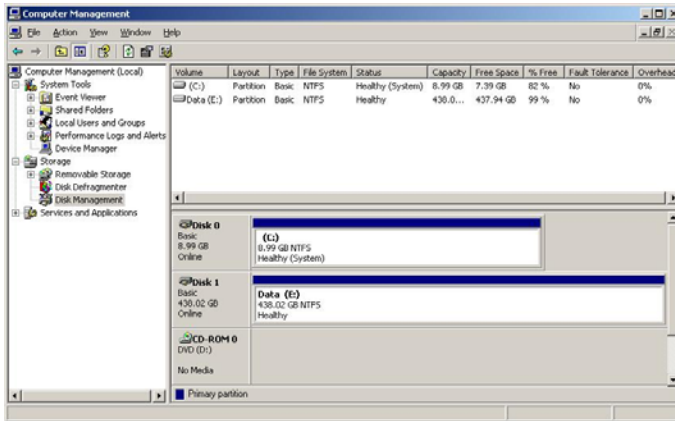 Computer Management
File Action View Window Help
Computer Management (Local)
System Tools
Event Viewer
Shared Folders
Local Users and Groups
Performance Logs and Alerts
Device Manager
Storage
Removable Storage
Disk Defragmenter
Disk Management
Services and Applications
Volume Layout Type File System Status Capacity Free Space % Free Fault Tolerance Overhead
(C:) Partition Basic NTFS Healthy (System) 8.99 GB 7.39 GB 82 % No 0%
Data (E:) Partition Basic NTFS Healthy 438.0... 437.94 GB 99 % No 0%
Disk 0
Basic
8.99 GB
Online
(C:)
8.99 GB NTFS
Healthy (System)
Disk 1
Basic
438.02 GB
Online
Data (E:)
438.02 GB NTFS
Healthy
CD-ROM 0
DVD (D:)
No Media
Primary partition